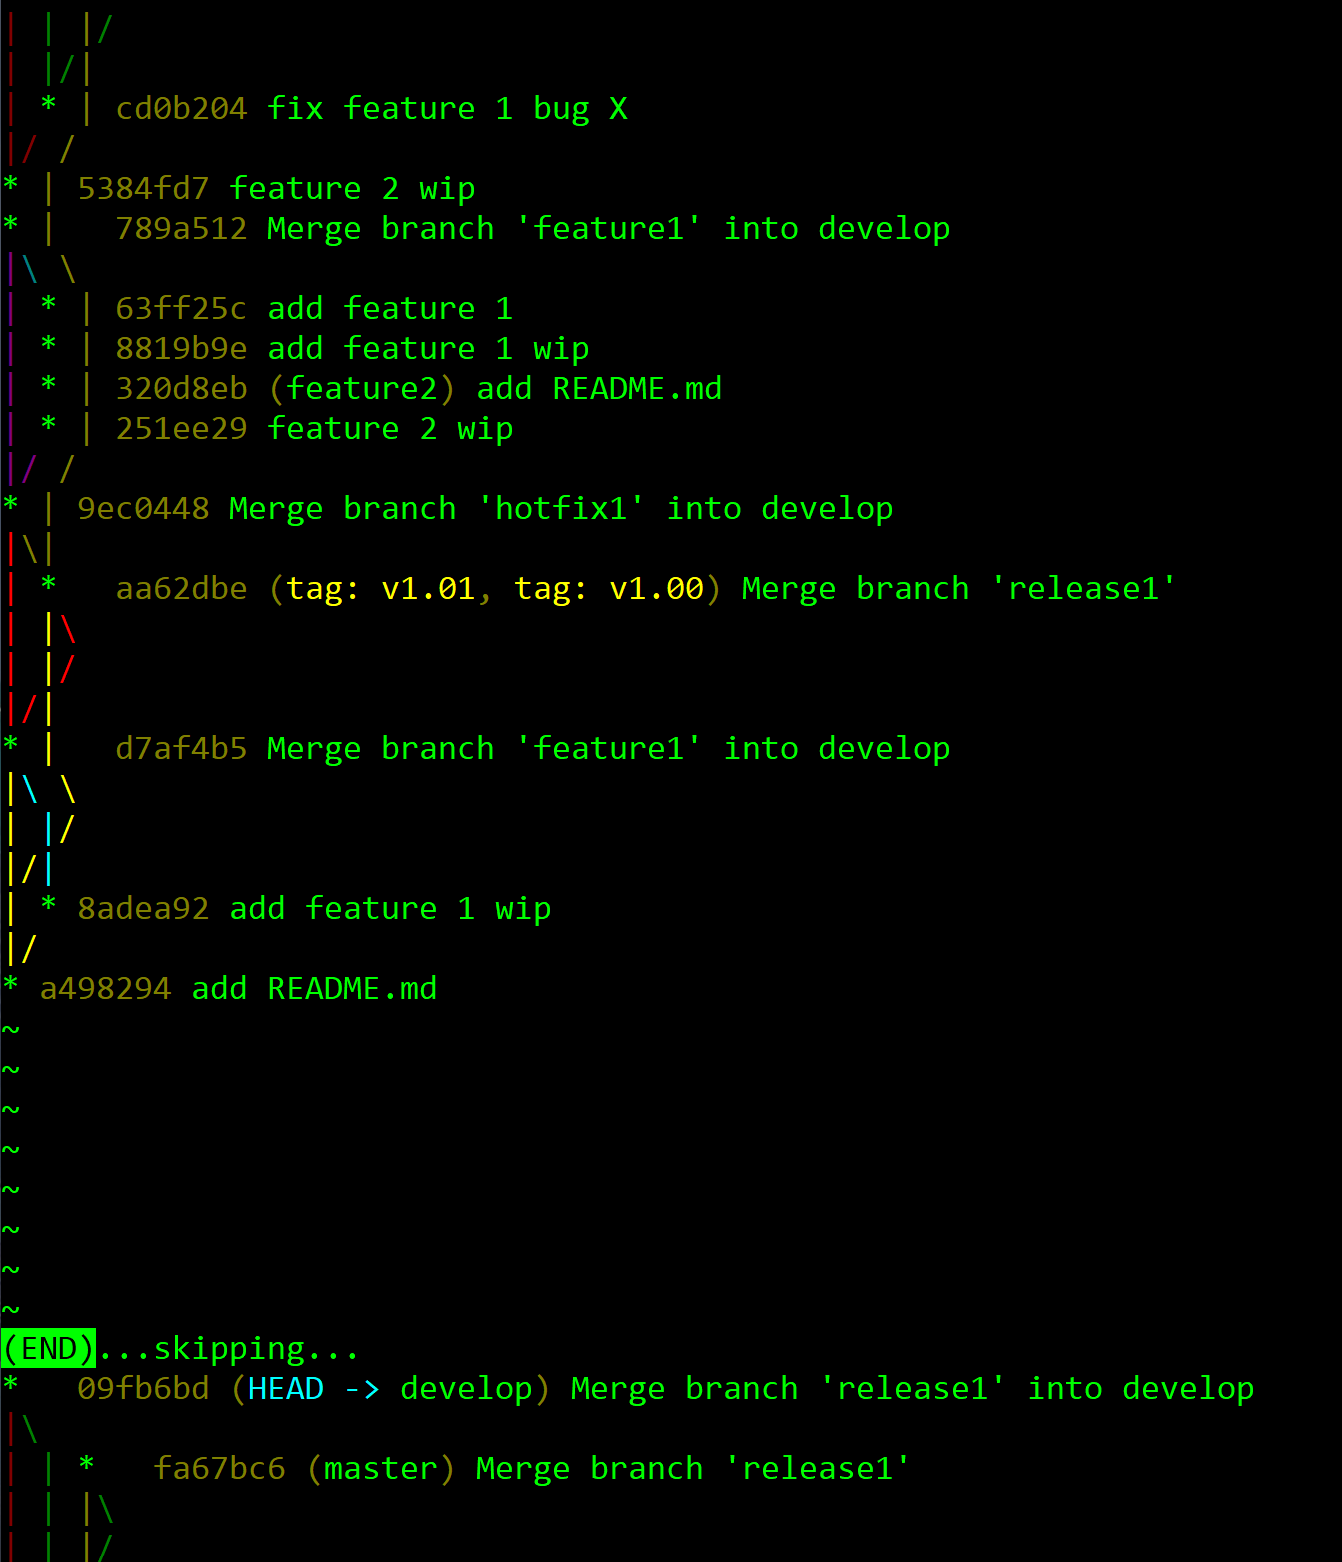 | | |/
| |/|
| * | cd0b204 fix feature 1 bug X
|/ /
* | 5384fd7 feature 2 wip
* |   789a512 Merge branch 'feature1' into develop
|\ \
| * | 63ff25c add feature 1
| * | 8819b9e add feature 1 wip
| * | 320d8eb (feature2) add README.md
| * | 251ee29 feature 2 wip
|/ /
* | 9ec0448 Merge branch 'hotfix1' into develop
|\|
| *   aa62dbe (tag: v1.01, tag: v1.00) Merge branch 'release1'
| |\
| |/
|/|
* |   d7af4b5 Merge branch 'feature1' into develop
|\ \
| |/
|/|
| * 8adea92 add feature 1 wip
|/
* a498294 add README.md
~
~
~
~
~
~
~
~
(END)...skipping...
*   09fb6bd (HEAD -> develop) Merge branch 'release1' into develop
|\
| | *   fa67bc6 (master) Merge branch 'release1'
| | |\
| | |/